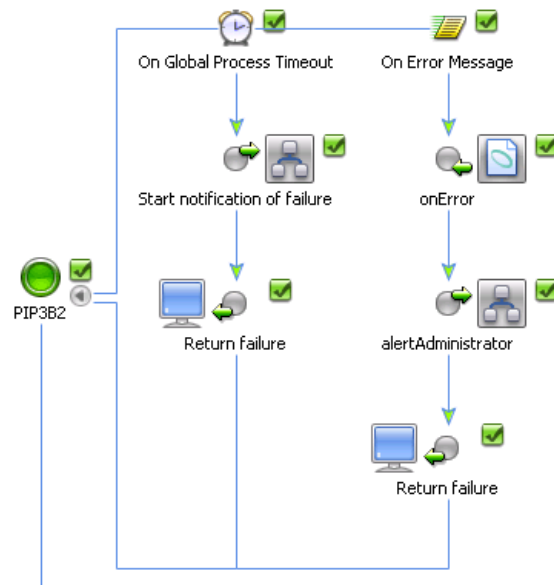 On Global Process Timeout
On Error Message
Start notification of failure
onError
PIP3B2
Return failure
alertAdministrator
Return failure